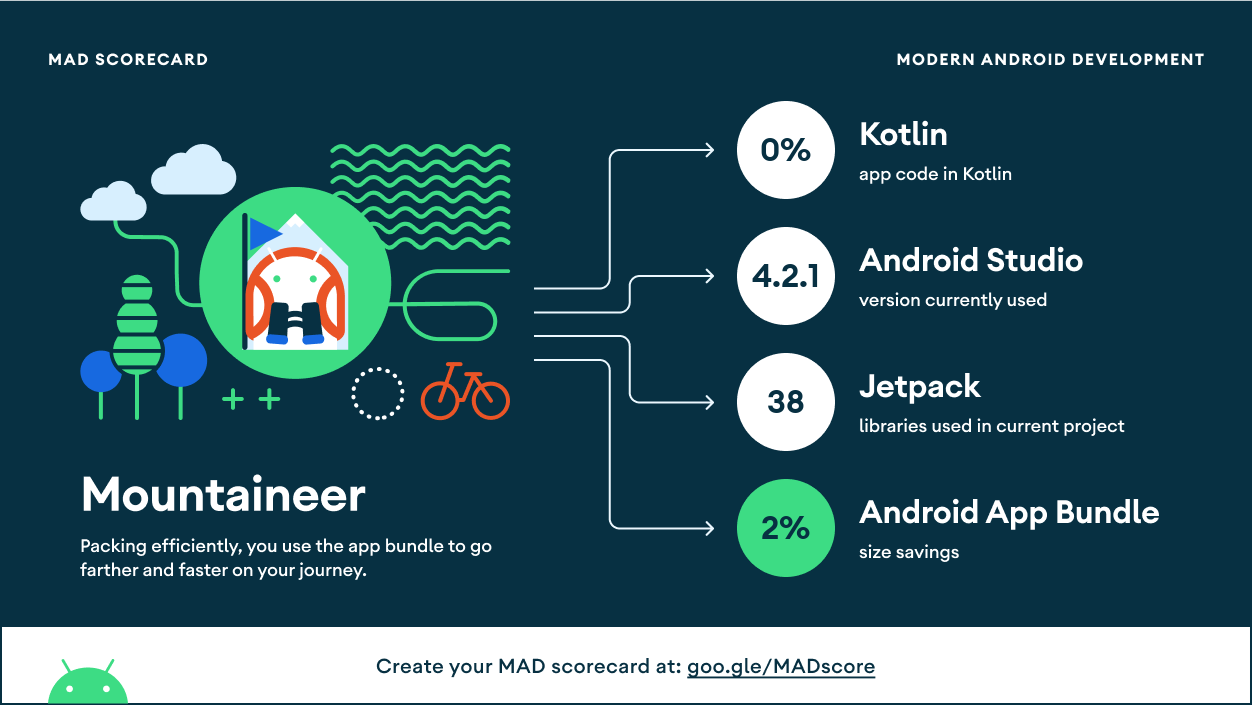 MAD SCORECARD
MODERN ANDROID DEVELOPMENT
Mountaineer
Packing efficiently, you use the app bundle to go
farther and faster on your journey.
0%
Kotlin
app code in Kotlin
4.2.1
Android Studio
version currently used
38
Jetpack
libraries used in current project
2%
Android App Bundle
size savings
Create your MAD scorecard at: goo.gle/MADscore